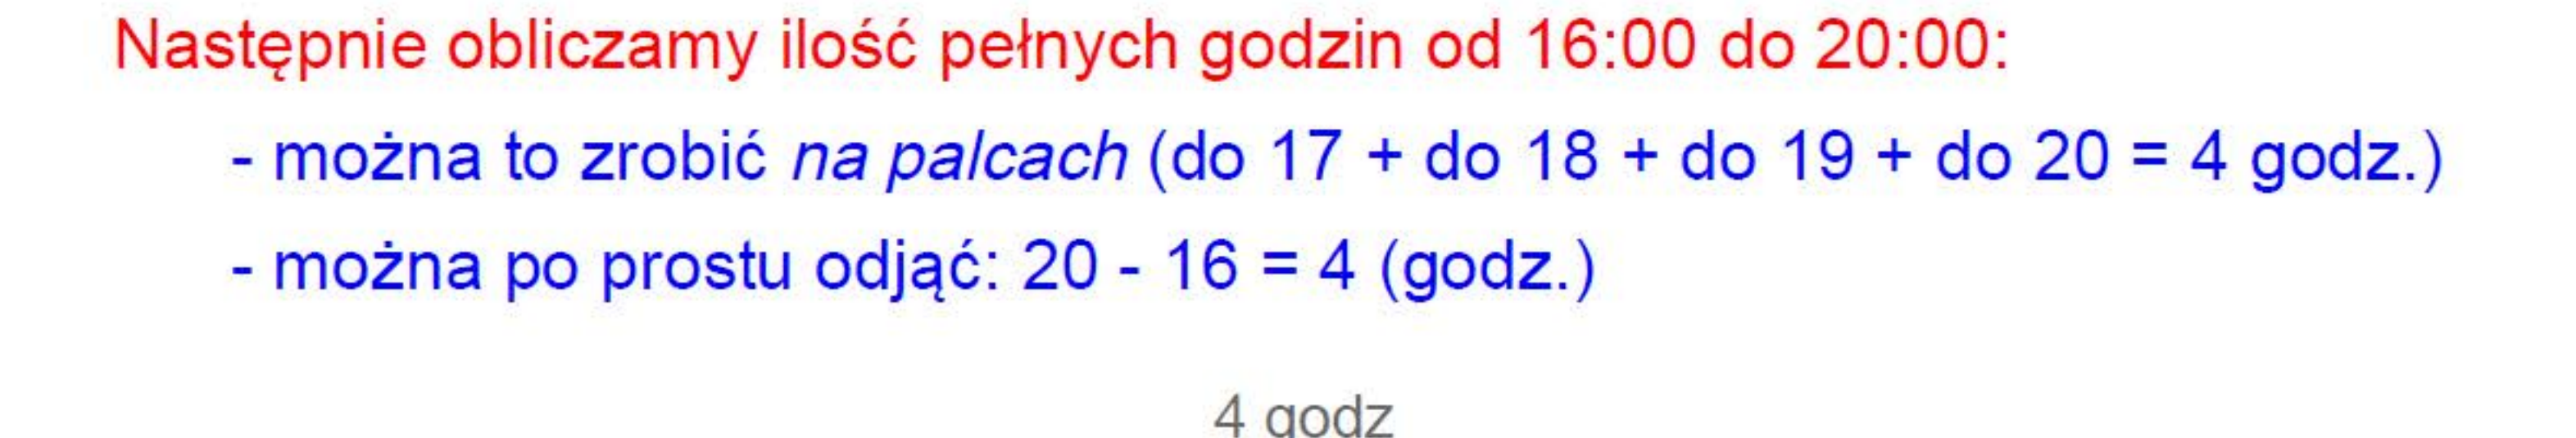 Następnie obliczamy ilość pełnych godzin od 16:00 do 20:00:
- można to zrobić na palcach (do 17 + do 18 + do 19 + do 20 = 4 godz.)
- można po prostu odjąć: 20 - 16 = 4 (godz.)
4 godz